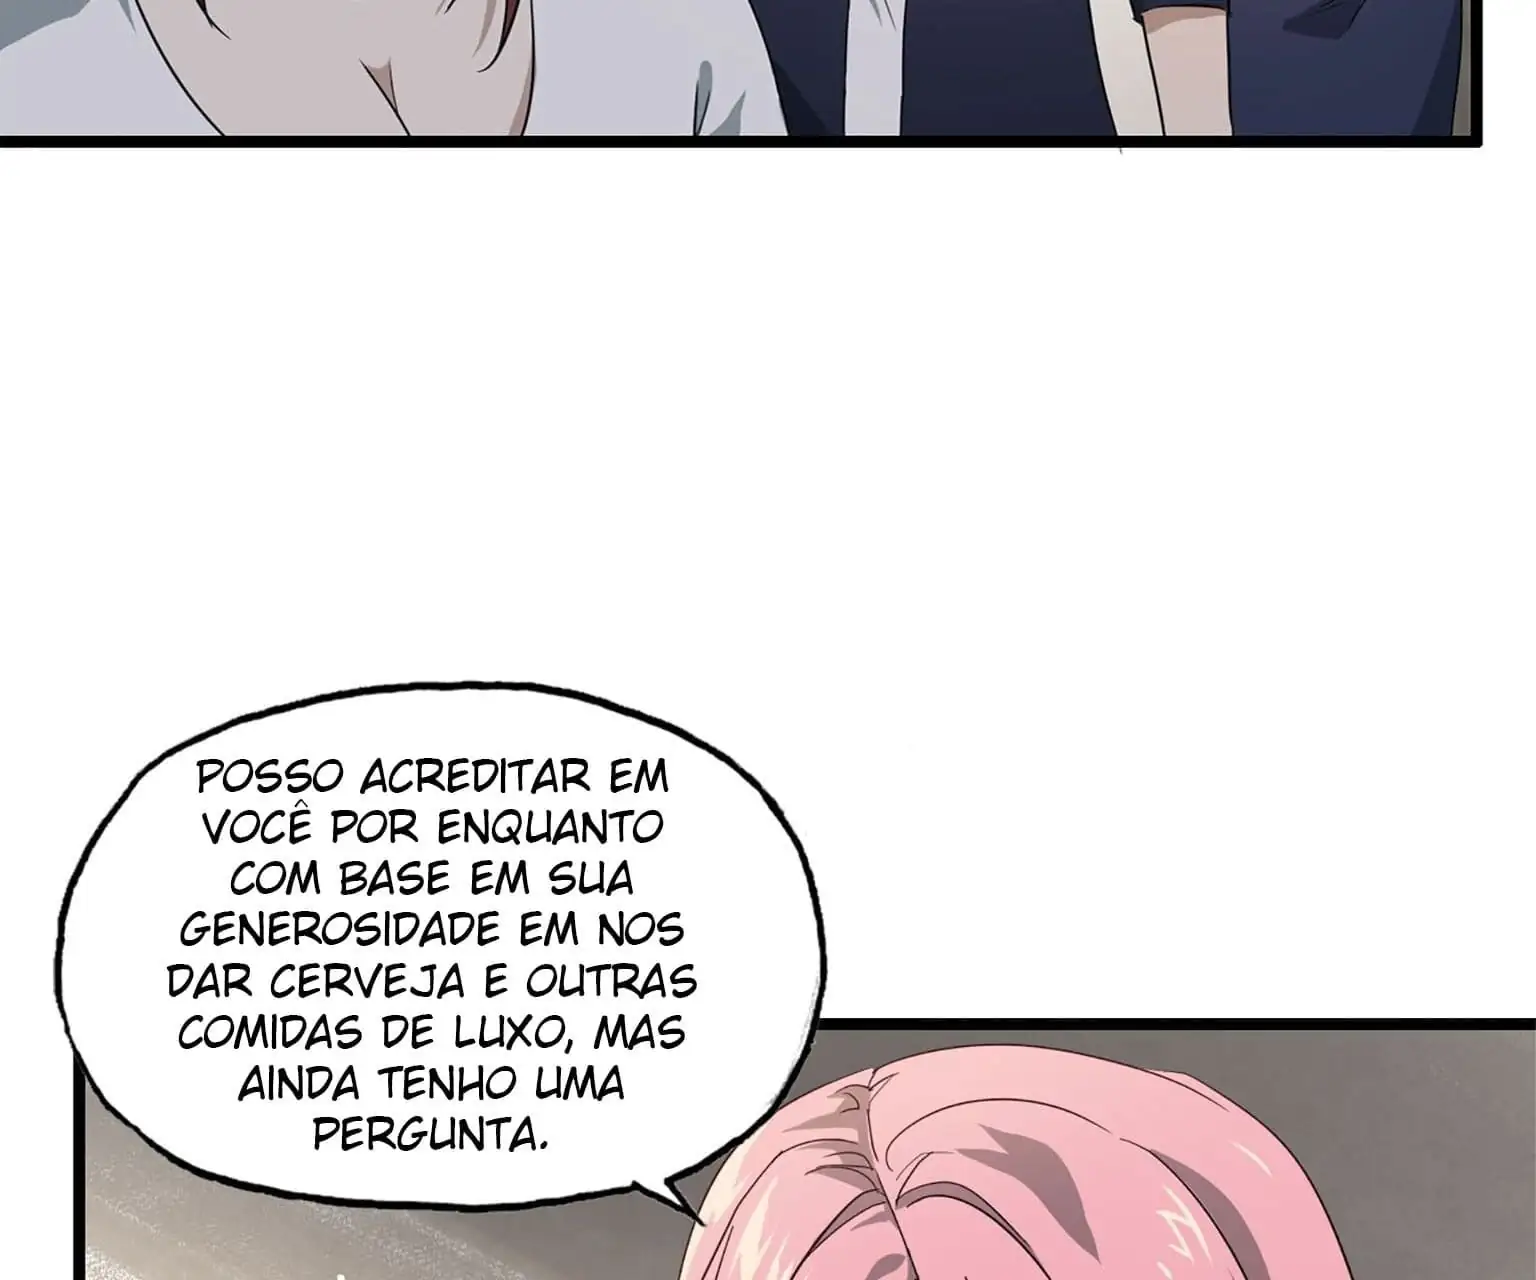 POSSO ACREDITAR EM
VOCÊ POR ENQUANTO
COM BASE EM SUA
GENEROSIDADE EM NOS
DAR CERVEJA E OUTRAS
COMIDAS DE LUXO, MAS
AINDA TENHO UMA
PERGUNTA.